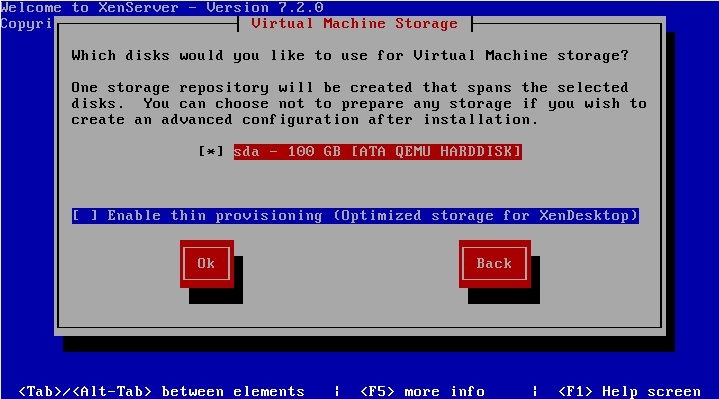 Welcome to XenServer - Version 7.2.0
Copyri
Virtual Machine Storage
Which disks would you like to use for Virtual Machine storage?
One storage repository will be created that spans the selected
disks.  You can choose not to prepare any storage if you wish to
create an advanced configuration after installation.
[*] sda - 100 GB [ATA QEMU HARDDISK]
[ ] Enable thin provisioning (Optimized storage for XenDesktop)
Ok Back
<Tab>/<Alt-Tab> between elements | <F5> more info | <F1> Help screen